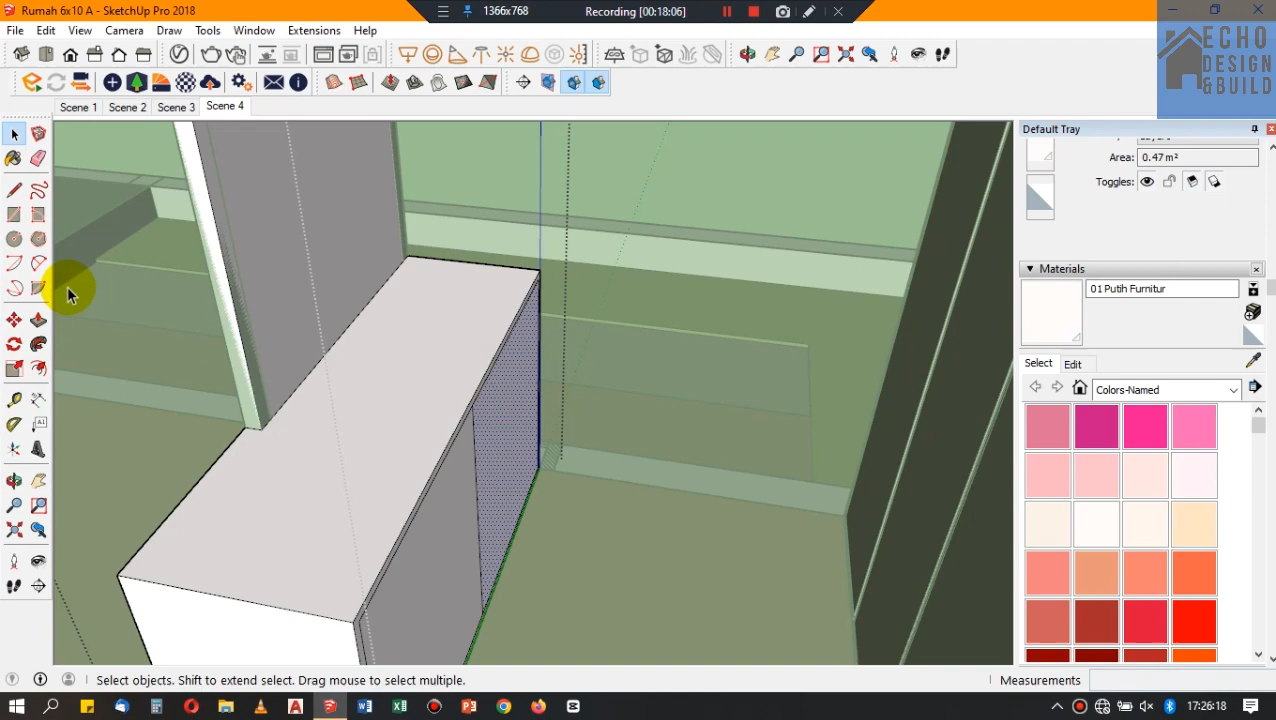 Rumah 6x10 A - SketchUp Pro 2018
1366x768
Recording [00:18:06]
ECHO
DESIGN
&BUILD
File Edit View Camera Draw Tools Window Extensions Help
Scene 1 Scene 2 Scene 3 Scene 4
Default Tray
Area: 0.47 m²
Toggles:
Materials
01 Putih Furnitur
Select Edit
Colors-Named
A1
Select objects. Shift to extend select. Drag mouse to select multiple.
Measurements
17:26:18